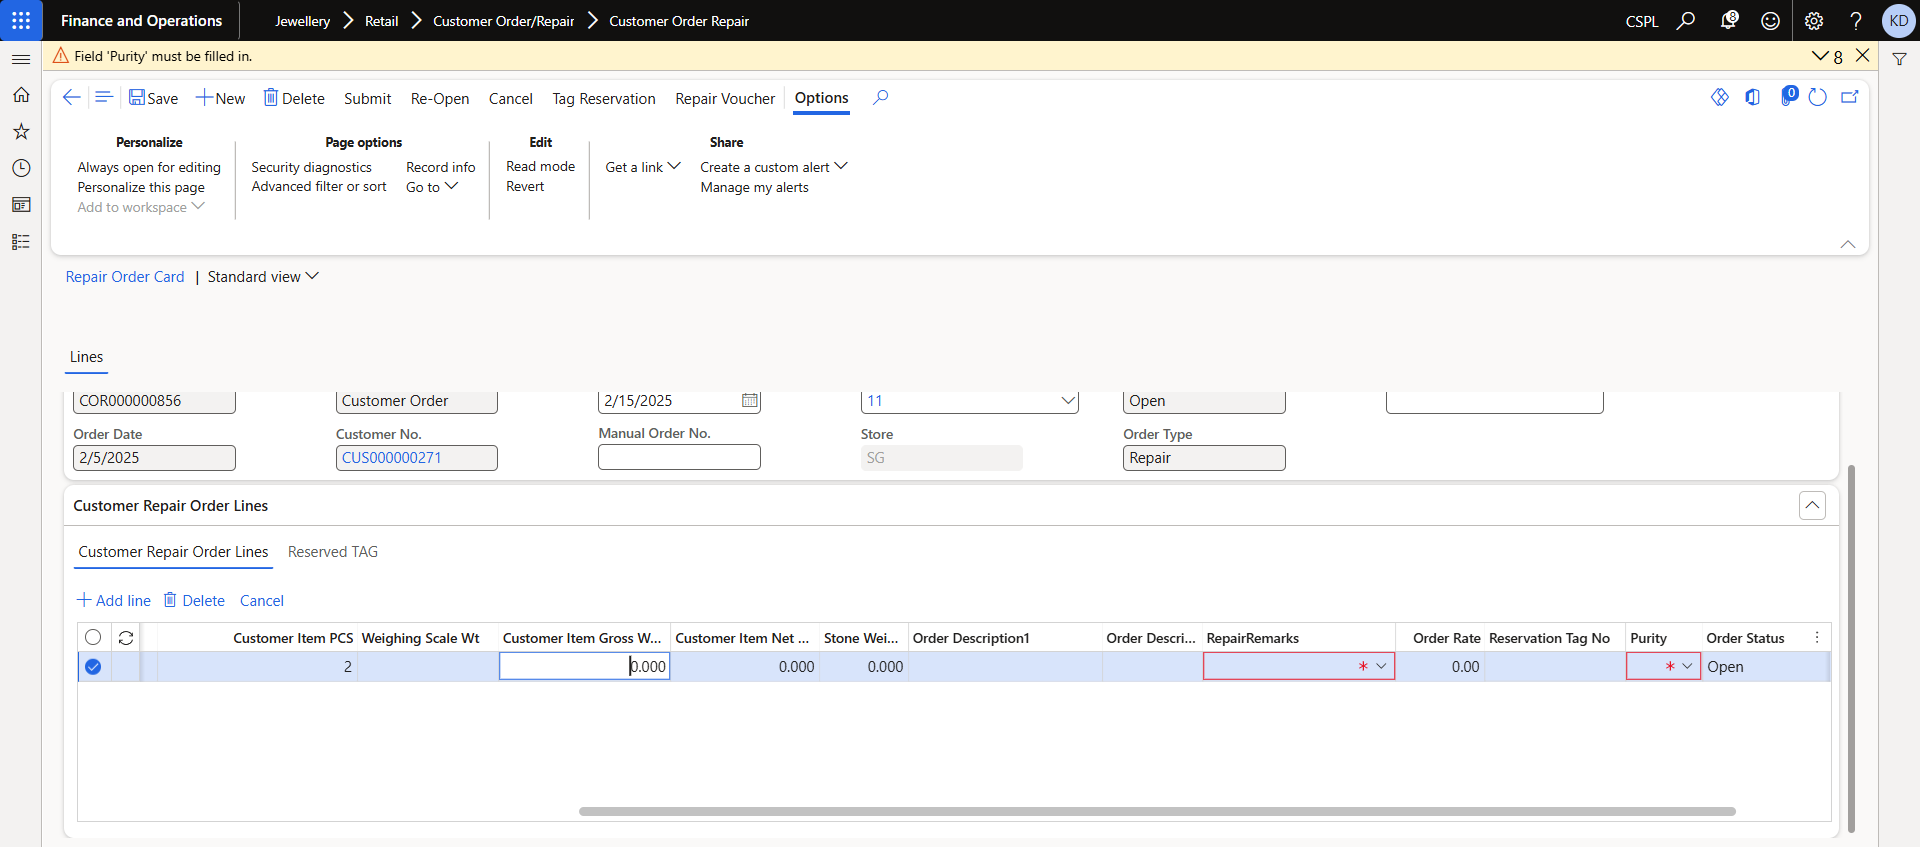 Finance and Operations
Jewellery
Retail
Customer Order/Repair
Customer Order Repair
CSPL
8
?
KD
Field 'Purity' must be filled in.
8
Save
New
Delete
Submit
Re-Open
Cancel
Tag Reservation
Repair Voucher
Options
0
Personalize
Always open for editing
Personalize this page
Add to workspace
Page options
Security diagnostics
Advanced filter or sort
Record info
Go to
Edit
Read mode
Revert
Get a link
Share
Create a custom alert
Manage my alerts
Repair Order Card | Standard view
Lines
COR000000856
Customer Order
2/15/2025
11
Open
Order Date
Customer No.
Manual Order No.
Store
Order Type
2/5/2025
CUS000000271
SG
Repair
Customer Repair Order Lines
Customer Repair Order Lines
Reserved TAG
Add line
Delete
Cancel
Customer Item PCS
Weighing Scale Wt
Customer Item Gross W...
Customer Item Net ...
Stone Wei...
Order Description1
Order Descri...
RepairRemarks
Order Rate
Reservation Tag No
Purity
Order Status
2
0.000
0.000
0.000
*
0.00
*
Open